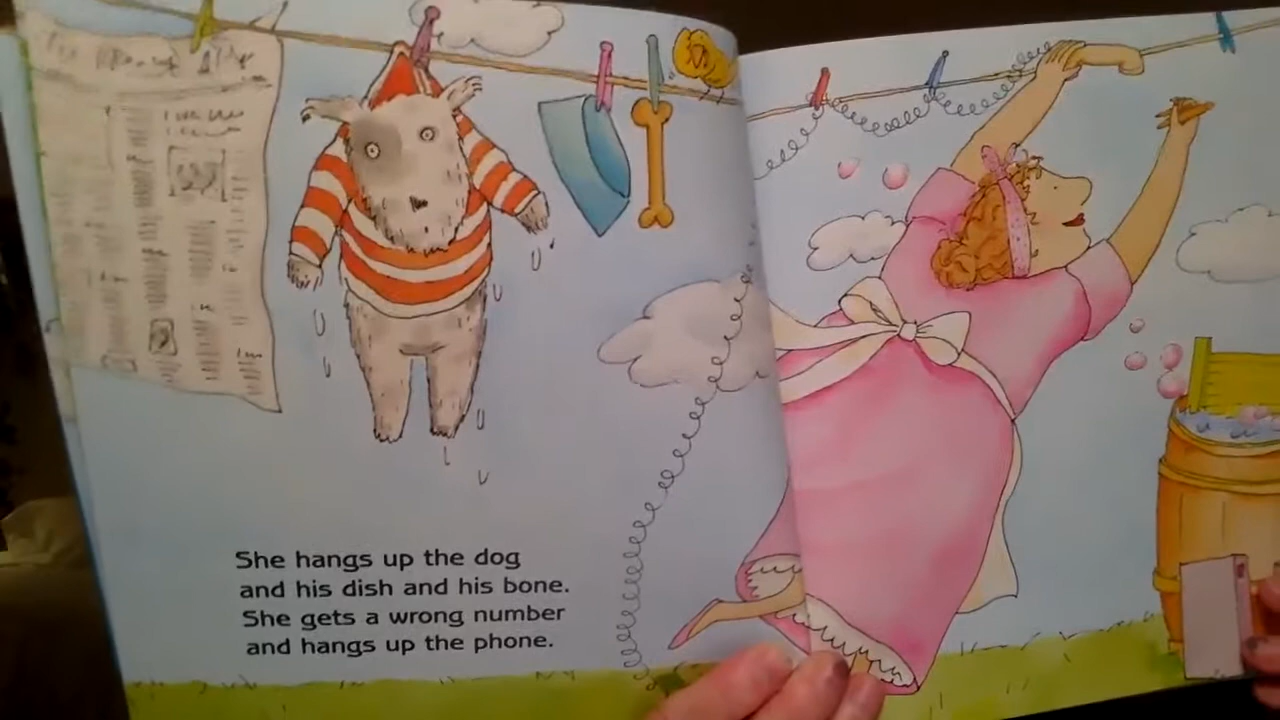 She hangs up the dog
and his dish and his bone.
She gets a wrong number
and hangs up the phone.